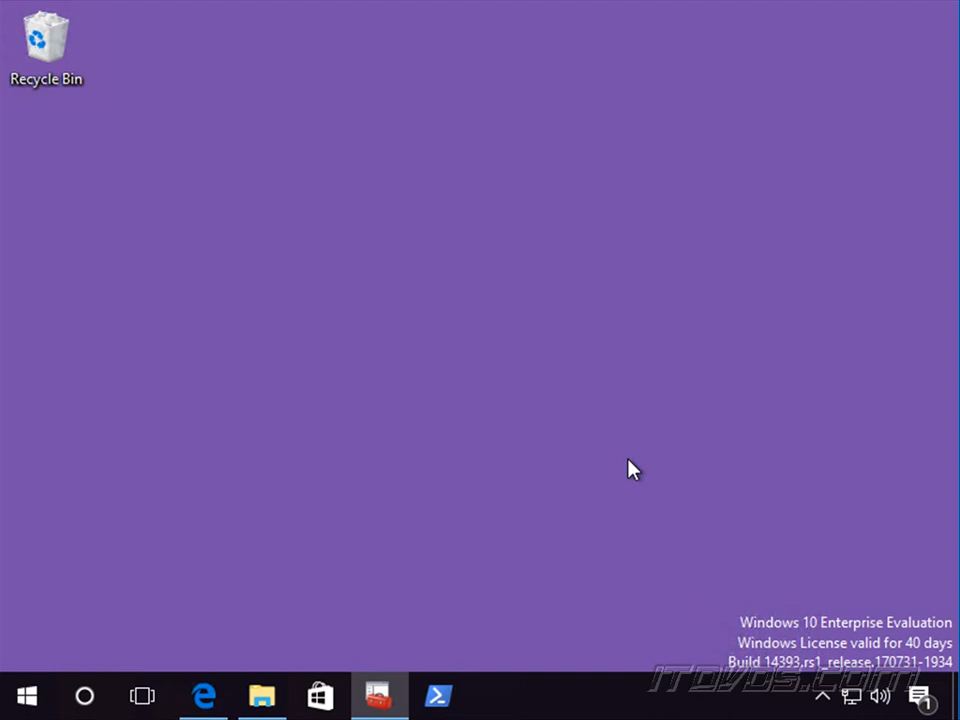 Recycle Bin
Windows 10 Enterprise Evaluation
Windows License valid for 40 days
Build 14393.rs1_release.170731-1934
ITdvds.com
1